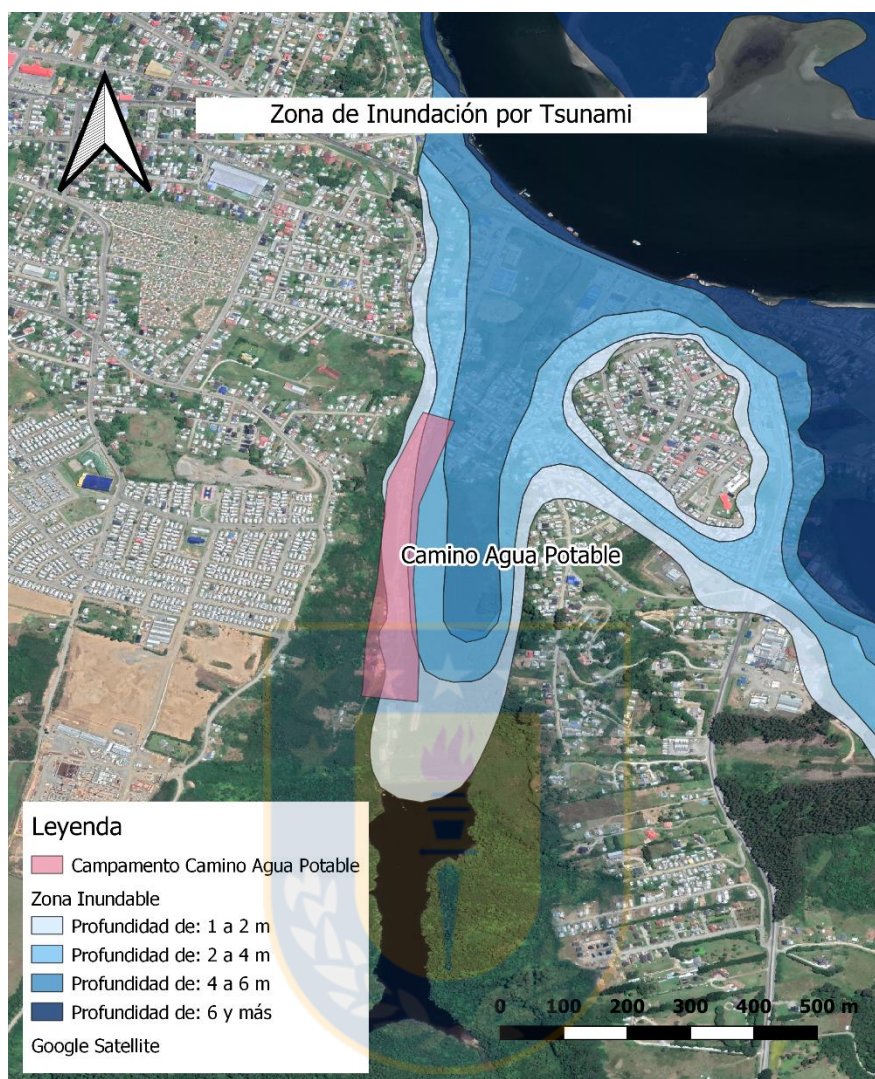 Zona de Inundación por Tsunami
Camino Agua Potable
Leyenda
Campamento Camino Agua Potable
Zona Inundable
Profundidad de: 1 a 2 m
Profundidad de: 2 a 4 m
Profundidad de: 4 a 6 m
Profundidad de: 6 y más
Google Satellite
0 100 200 300 400 500 m